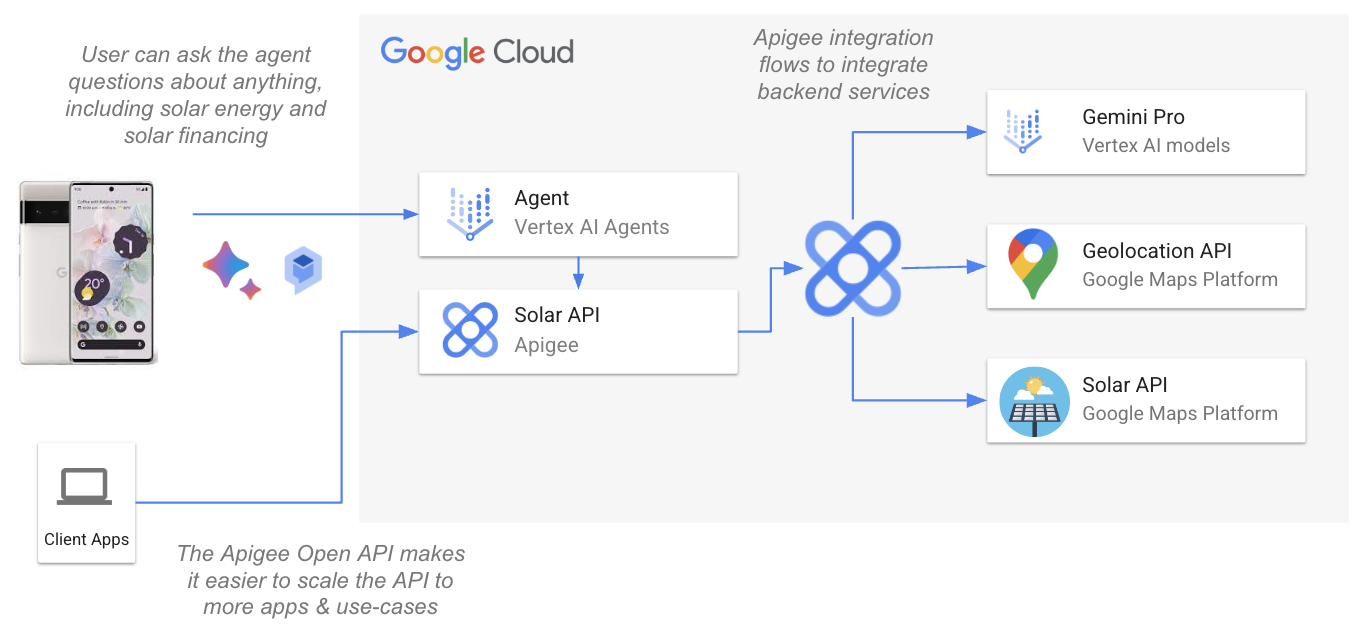 User can ask the agent
questions about anything,
including solar energy and
solar financing
Google Cloud
Apigee integration
flows to integrate
backend services
Gemini Pro
Vertex AI models
Agent
Vertex AI Agents
Geolocation API
Google Maps Platform
20°
G
Solar API
Apigee
Solar API
Google Maps Platform
Client Apps
The Apigee Open API makes
it easier to scale the API to
more apps & use-cases